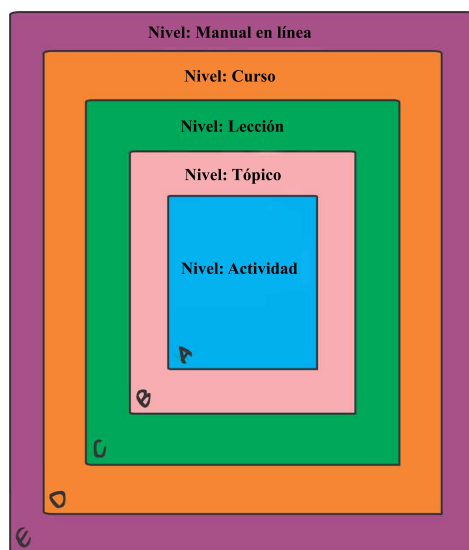 Nivel: Manual en línea
Nivel: Curso
Nivel: Lección
Nivel: Tópico
Nivel: Actividad
A
B
C
D
E